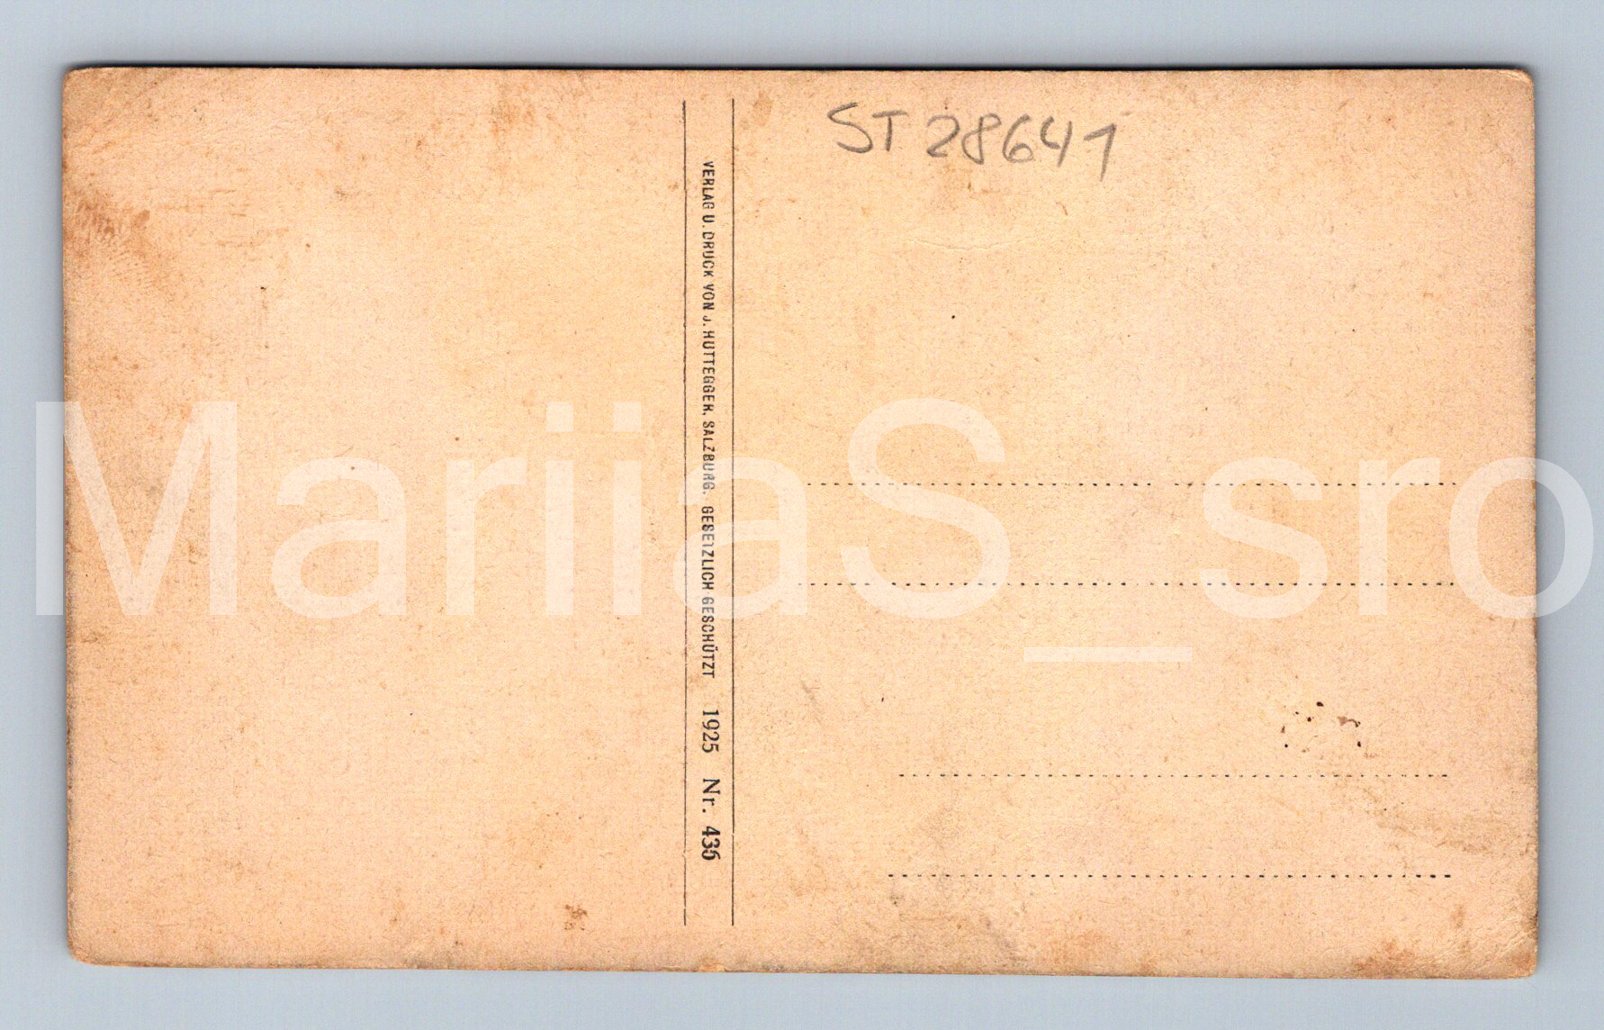 ST 28641
VERLAG U. DRUCK VON J. HUTTEGGER, SALZBURG. GESETZLICH GESCHÜTZT 1925 Nr. 435
MariiaS_sro